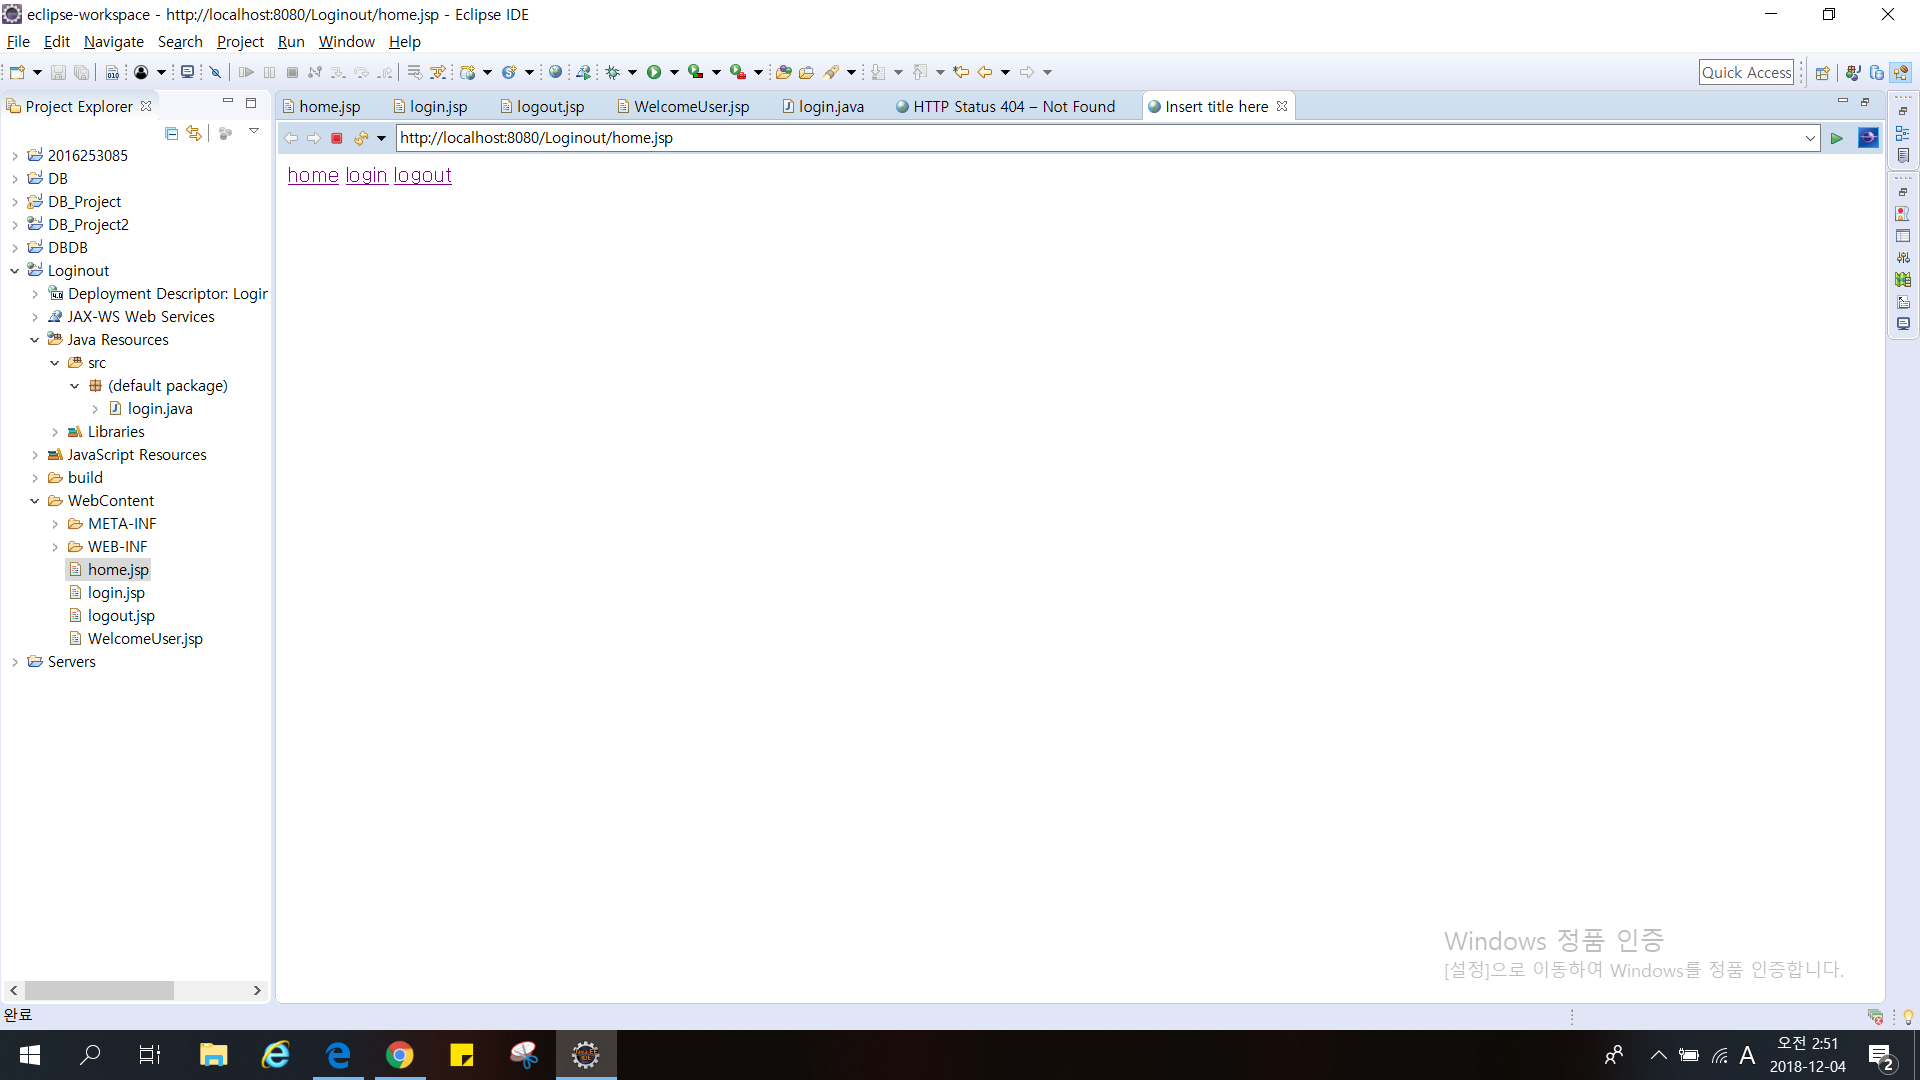 eclipse-workspace - http://localhost:8080/Loginout/home.jsp - Eclipse IDE
File Edit Navigate Search Project Run Window Help
Quick Access
Project Explorer
home.jsp login.jsp logout.jsp WelcomeUser.jsp login.java HTTP Status 404 – Not Found Insert title here
http://localhost:8080/Loginout/home.jsp
home login logout
2016253085
DB
DB_Project
DB_Project2
DBDB
Loginout
Deployment Descriptor: Login
JAX-WS Web Services
Java Resources
src
(default package)
login.java
Libraries
JavaScript Resources
build
WebContent
META-INF
WEB-INF
home.jsp
login.jsp
logout.jsp
WelcomeUser.jsp
Servers
Windows 정품 인증
[설정]으로 이동하여 Windows를 정품 인증합니다.
완료
A
오전 2:51
2018-12-04
2